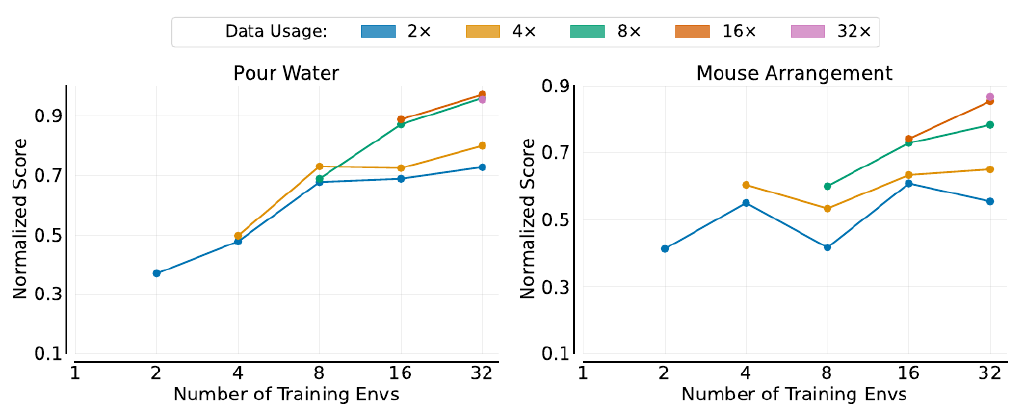 Data Usage: 2× 4× 8× 16× 32×
Pour Water
Normalized Score
0.9
0.7
0.5
0.3
0.1
1 2 4 8 16 32
Number of Training Envs
Mouse Arrangement
Normalized Score
0.9
0.7
0.5
0.3
0.1
1 2 4 8 16 32
Number of Training Envs